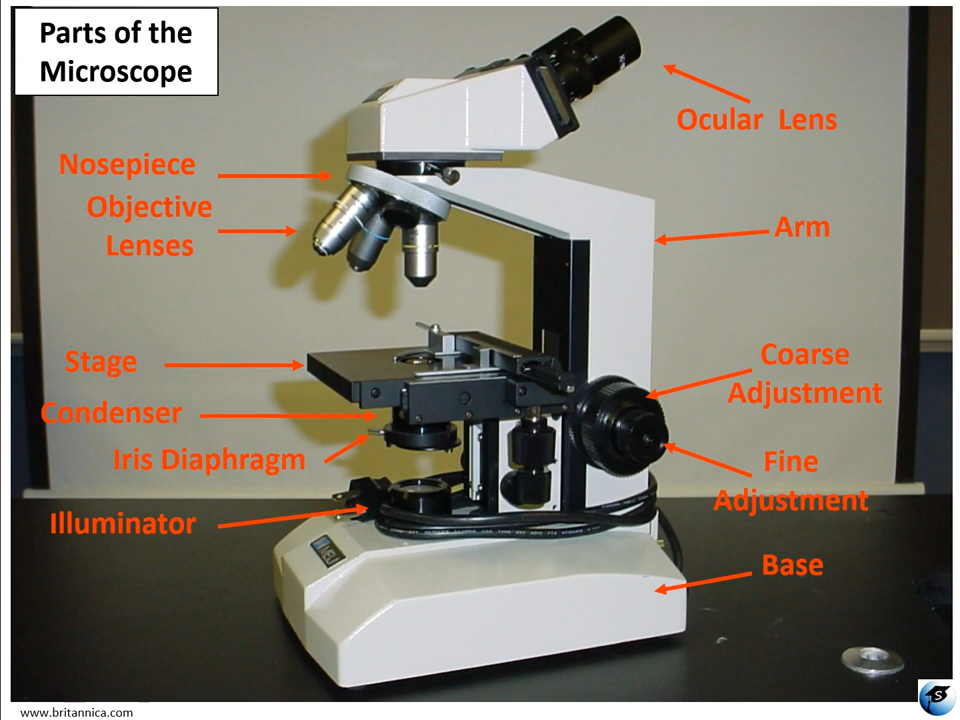 Parts of the
Microscope
Ocular Lens
Nosepiece
Objective
Lenses
Arm
Stage
Coarse
Adjustment
Condenser
Iris Diaphragm
Fine
Adjustment
Illuminator
Base
www.britannica.com
S